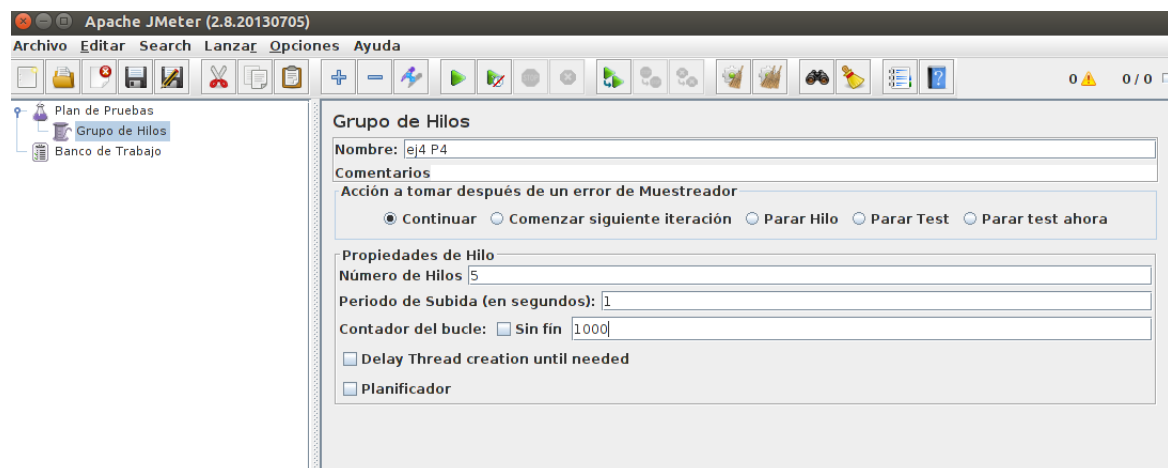 Apache JMeter (2.8.20130705)
Archivo Editar Search Lanzar Opciones Ayuda
0 0 / 0
Plan de Pruebas
Grupo de Hilos
Banco de Trabajo
Grupo de Hilos
Nombre: ej4 P4
Comentarios
Acción a tomar después de un error de Muestreador
Continuar Comenzar siguiente iteración Parar Hilo Parar Test Parar test ahora
Propiedades de Hilo
Número de Hilos 5
Periodo de Subida (en segundos): 1
Contador del bucle: Sin fín 1000
Delay Thread creation until needed
Planificador